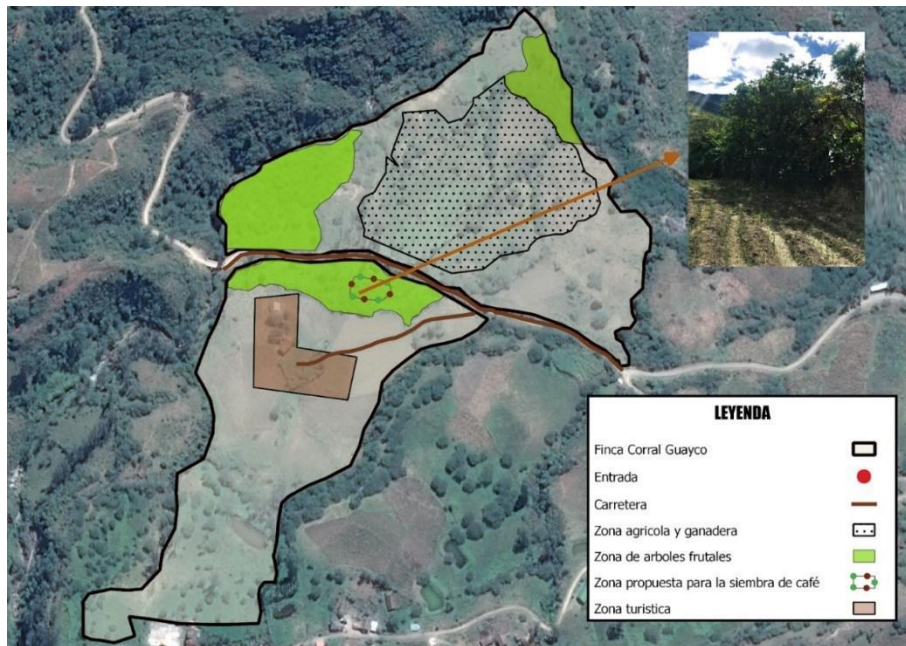 LEYENDA
Finca Corral Guayco
Entrada
Carretera
Zona agricola y ganadera
Zona de arboles frutales
Zona propuesta para la siembra de café
Zona turistica